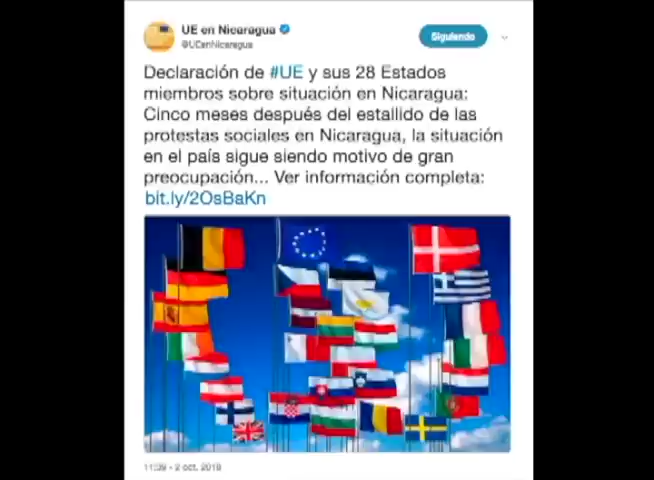 UE en Nicaragua
@UEenNicaragua
Siguiendo
Declaración de #UE y sus 28 Estados
miembros sobre situación en Nicaragua:
Cinco meses después del estallido de las
protestas sociales en Nicaragua, la situación
en el país sigue siendo motivo de gran
preocupación... Ver información completa:
bit.ly/2OsBaKn
11:39 - 2 oct. 2018